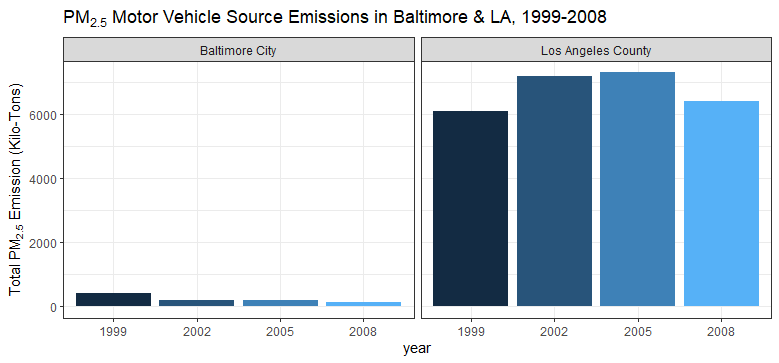 PM2.5 Motor Vehicle Source Emissions in Baltimore & LA, 1999-2008
Baltimore City
Los Angeles County
Total PM2.5 Emission (Kilo-Tons)
6000
4000
2000
0
1999 2002 2005 2008
1999 2002 2005 2008
year